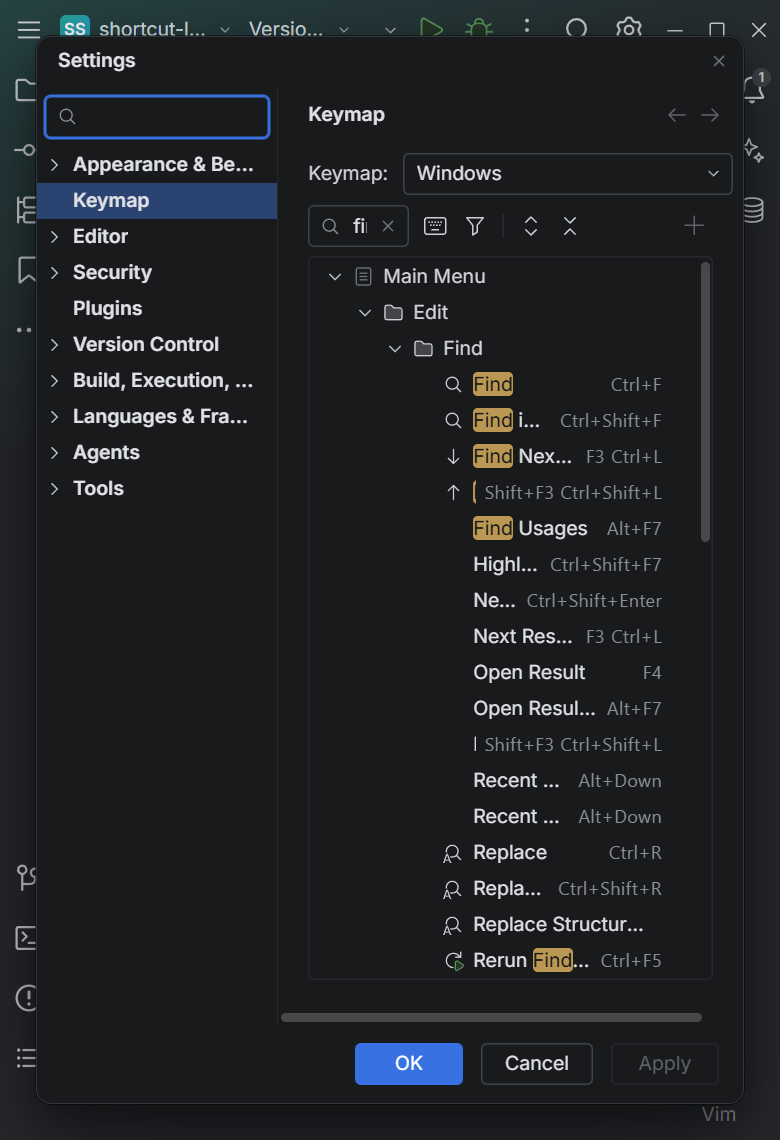 SS shortcut-l... Versio...
Settings
1
Keymap
Keymap: Windows
Appearance & Be...
Keymap
Editor
Security
Plugins
Version Control
Build, Execution, ...
Languages & Fra...
Agents
Tools
fi
Main Menu
Edit
Find
Find Ctrl+F
Find i... Ctrl+Shift+F
Find Nex... F3 Ctrl+L
Shift+F3 Ctrl+Shift+L
Find Usages Alt+F7
Highl... Ctrl+Shift+F7
Ne... Ctrl+Shift+Enter
Next Res... F3 Ctrl+L
Open Result F4
Open Resul... Alt+F7
Shift+F3 Ctrl+Shift+L
Recent ... Alt+Down
Recent ... Alt+Down
Replace Ctrl+R
Repla... Ctrl+Shift+R
Replace Structur...
Rerun Find... Ctrl+F5
OK Cancel Apply
Vim